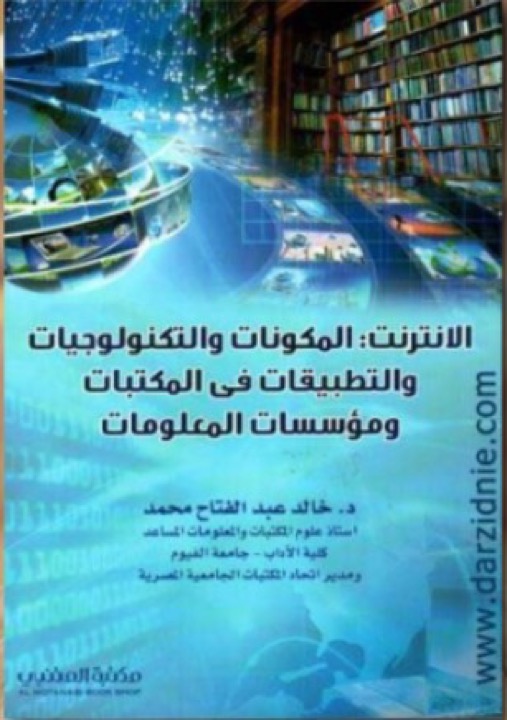 الانترنت: المكونات والتكنولوجيات
والتطبيقات فى المكتبات
ومؤسسات المعلومات
د. خالد عبد الفتاح محمد
استاذ علوم المكتبات والمعلومات المساعد
كلية الآداب - جامعة الفيوم
ومدير اتحاد المكتبات الجامعية المصرية
مكتبة المتنبي
AL MOTANABI BOOK SHOP
www.darzidnie.com